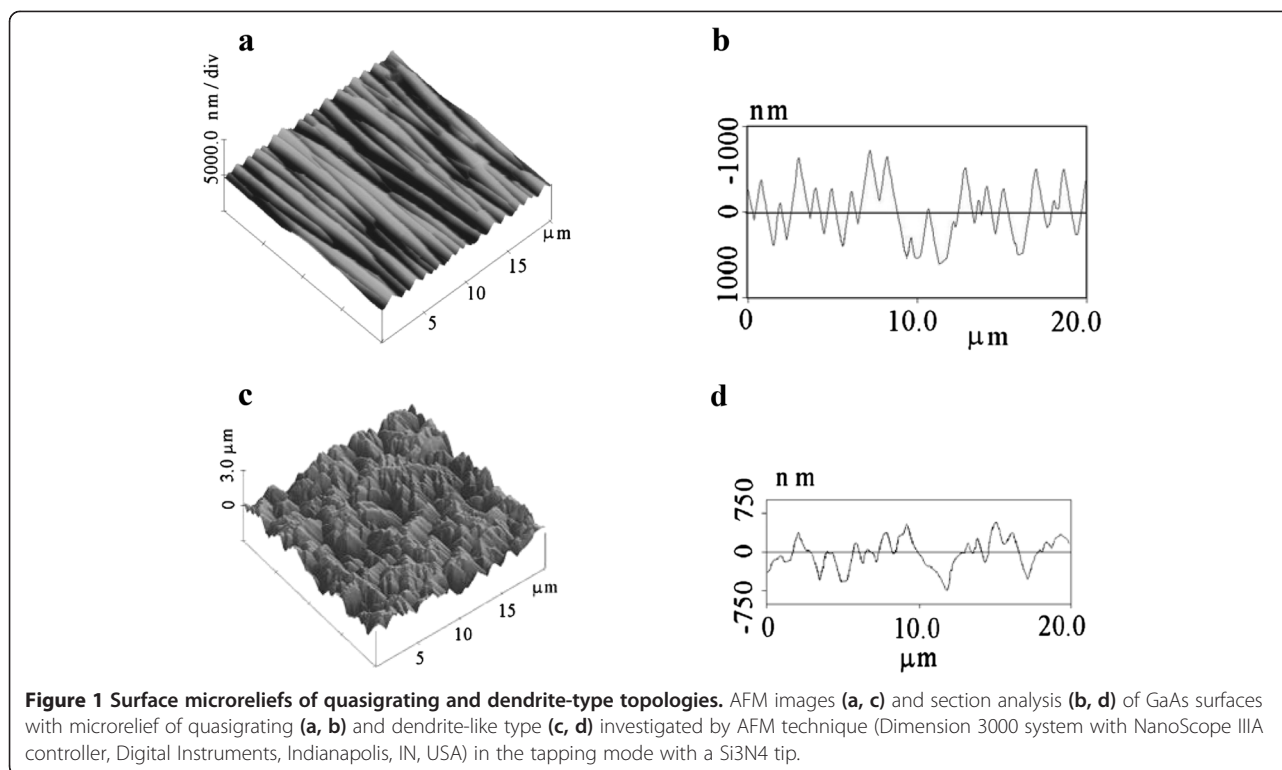 a
5000.0 nm / div
5
10
15
μm
b
nm
-1000
0
1000
0
10.0
20.0
μm
c
3.0 μm
0
5
10
15
μm
d
nm
750
0
-750
0
10.0
20.0
μm
Figure 1 Surface microreliefs of quasigrating and dendrite-type topologies. AFM images (a, c) and section analysis (b, d) of GaAs surfaces
with microrelief of quasigrating (a, b) and dendrite-like type (c, d) investigated by AFM technique (Dimension 3000 system with NanoScope IIIA
controller, Digital Instruments, Indianapolis, IN, USA) in the tapping mode with a Si3N4 tip.